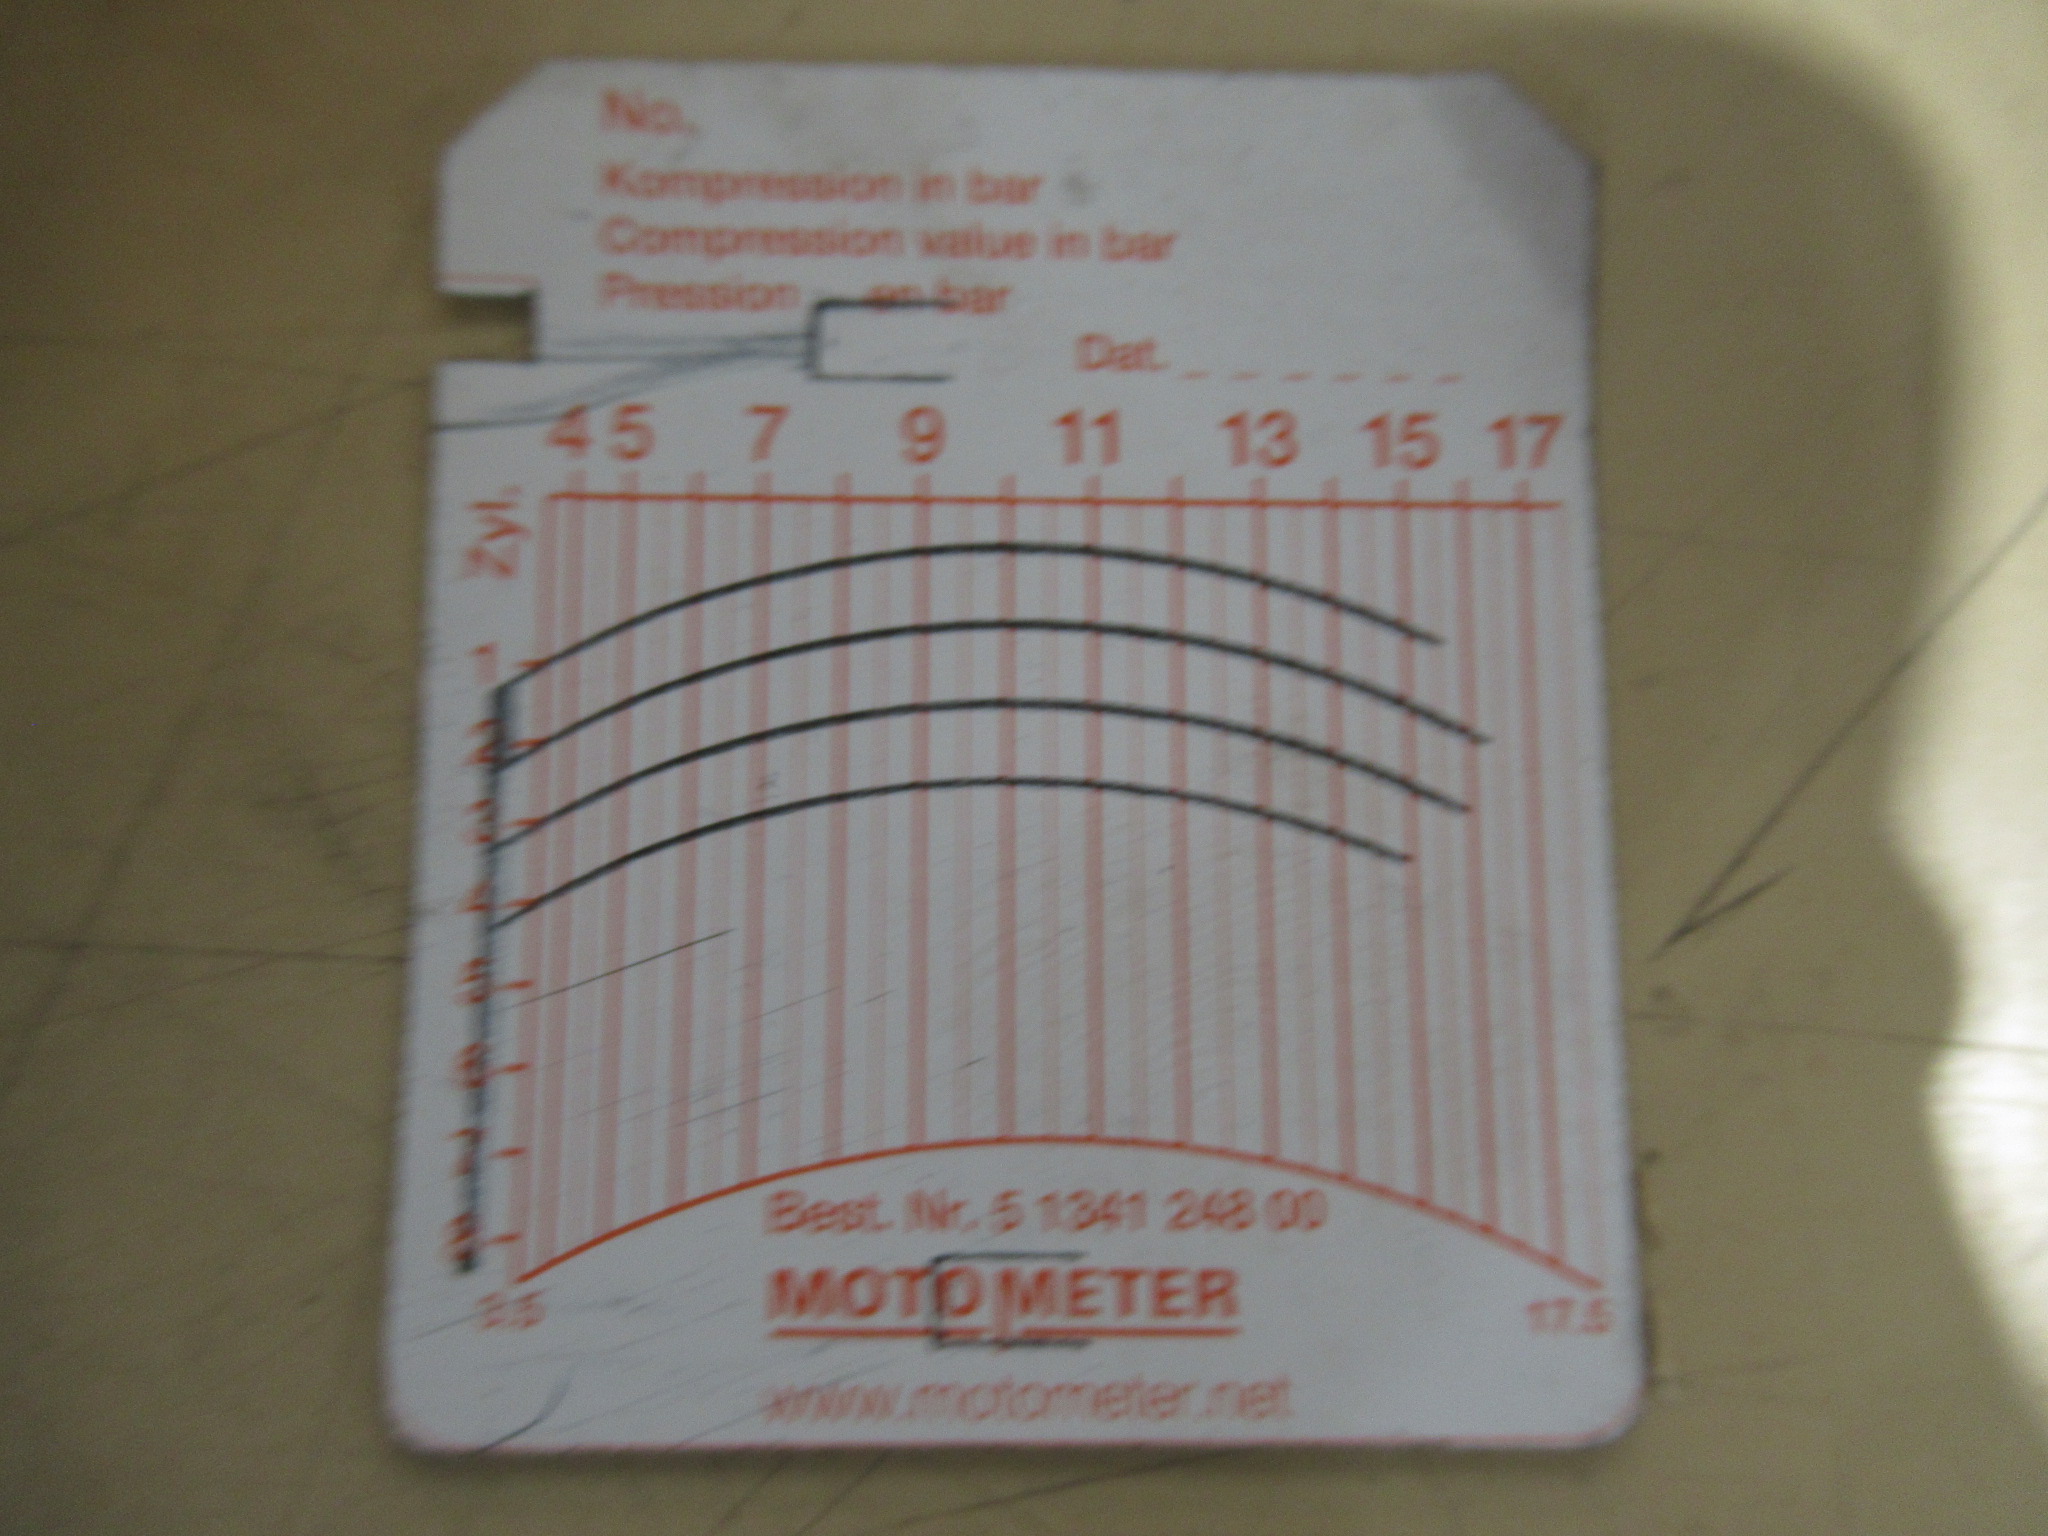 No.
Kompression in bar
Compression value in bar
Pression en bar
Dat. _ _ _ _ _ _
4 5 7 9 11 13 15 17
Zyl.
1
2
3
4
5
6
7
8
3,5
17.5
Best. Nr. 5 1341 248 00
MOTOMETER
www.motometer.net